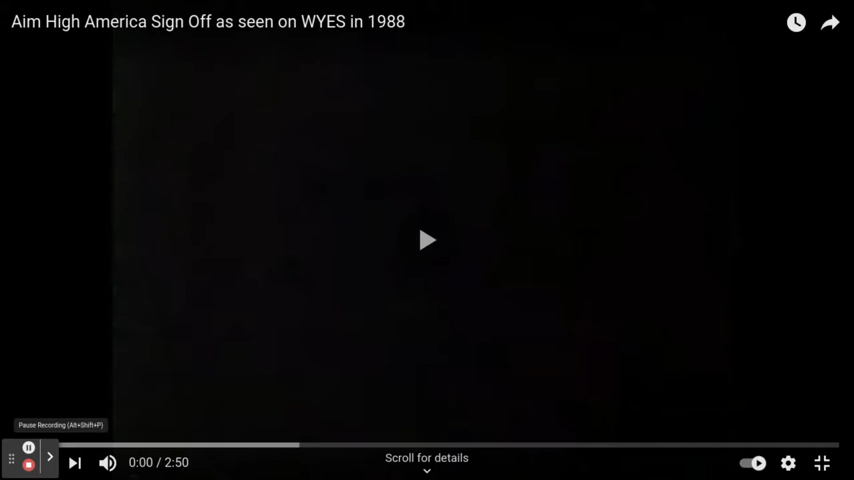 Aim High America Sign Off as seen on WYES in 1988
Pause Recording (Alt+Shift+P)
0:00 / 2:50
Scroll for details